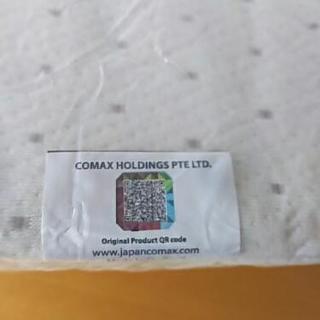 COMAX HOLDINGS PTE LTD.
Original Product QR code
www.japancomax.com